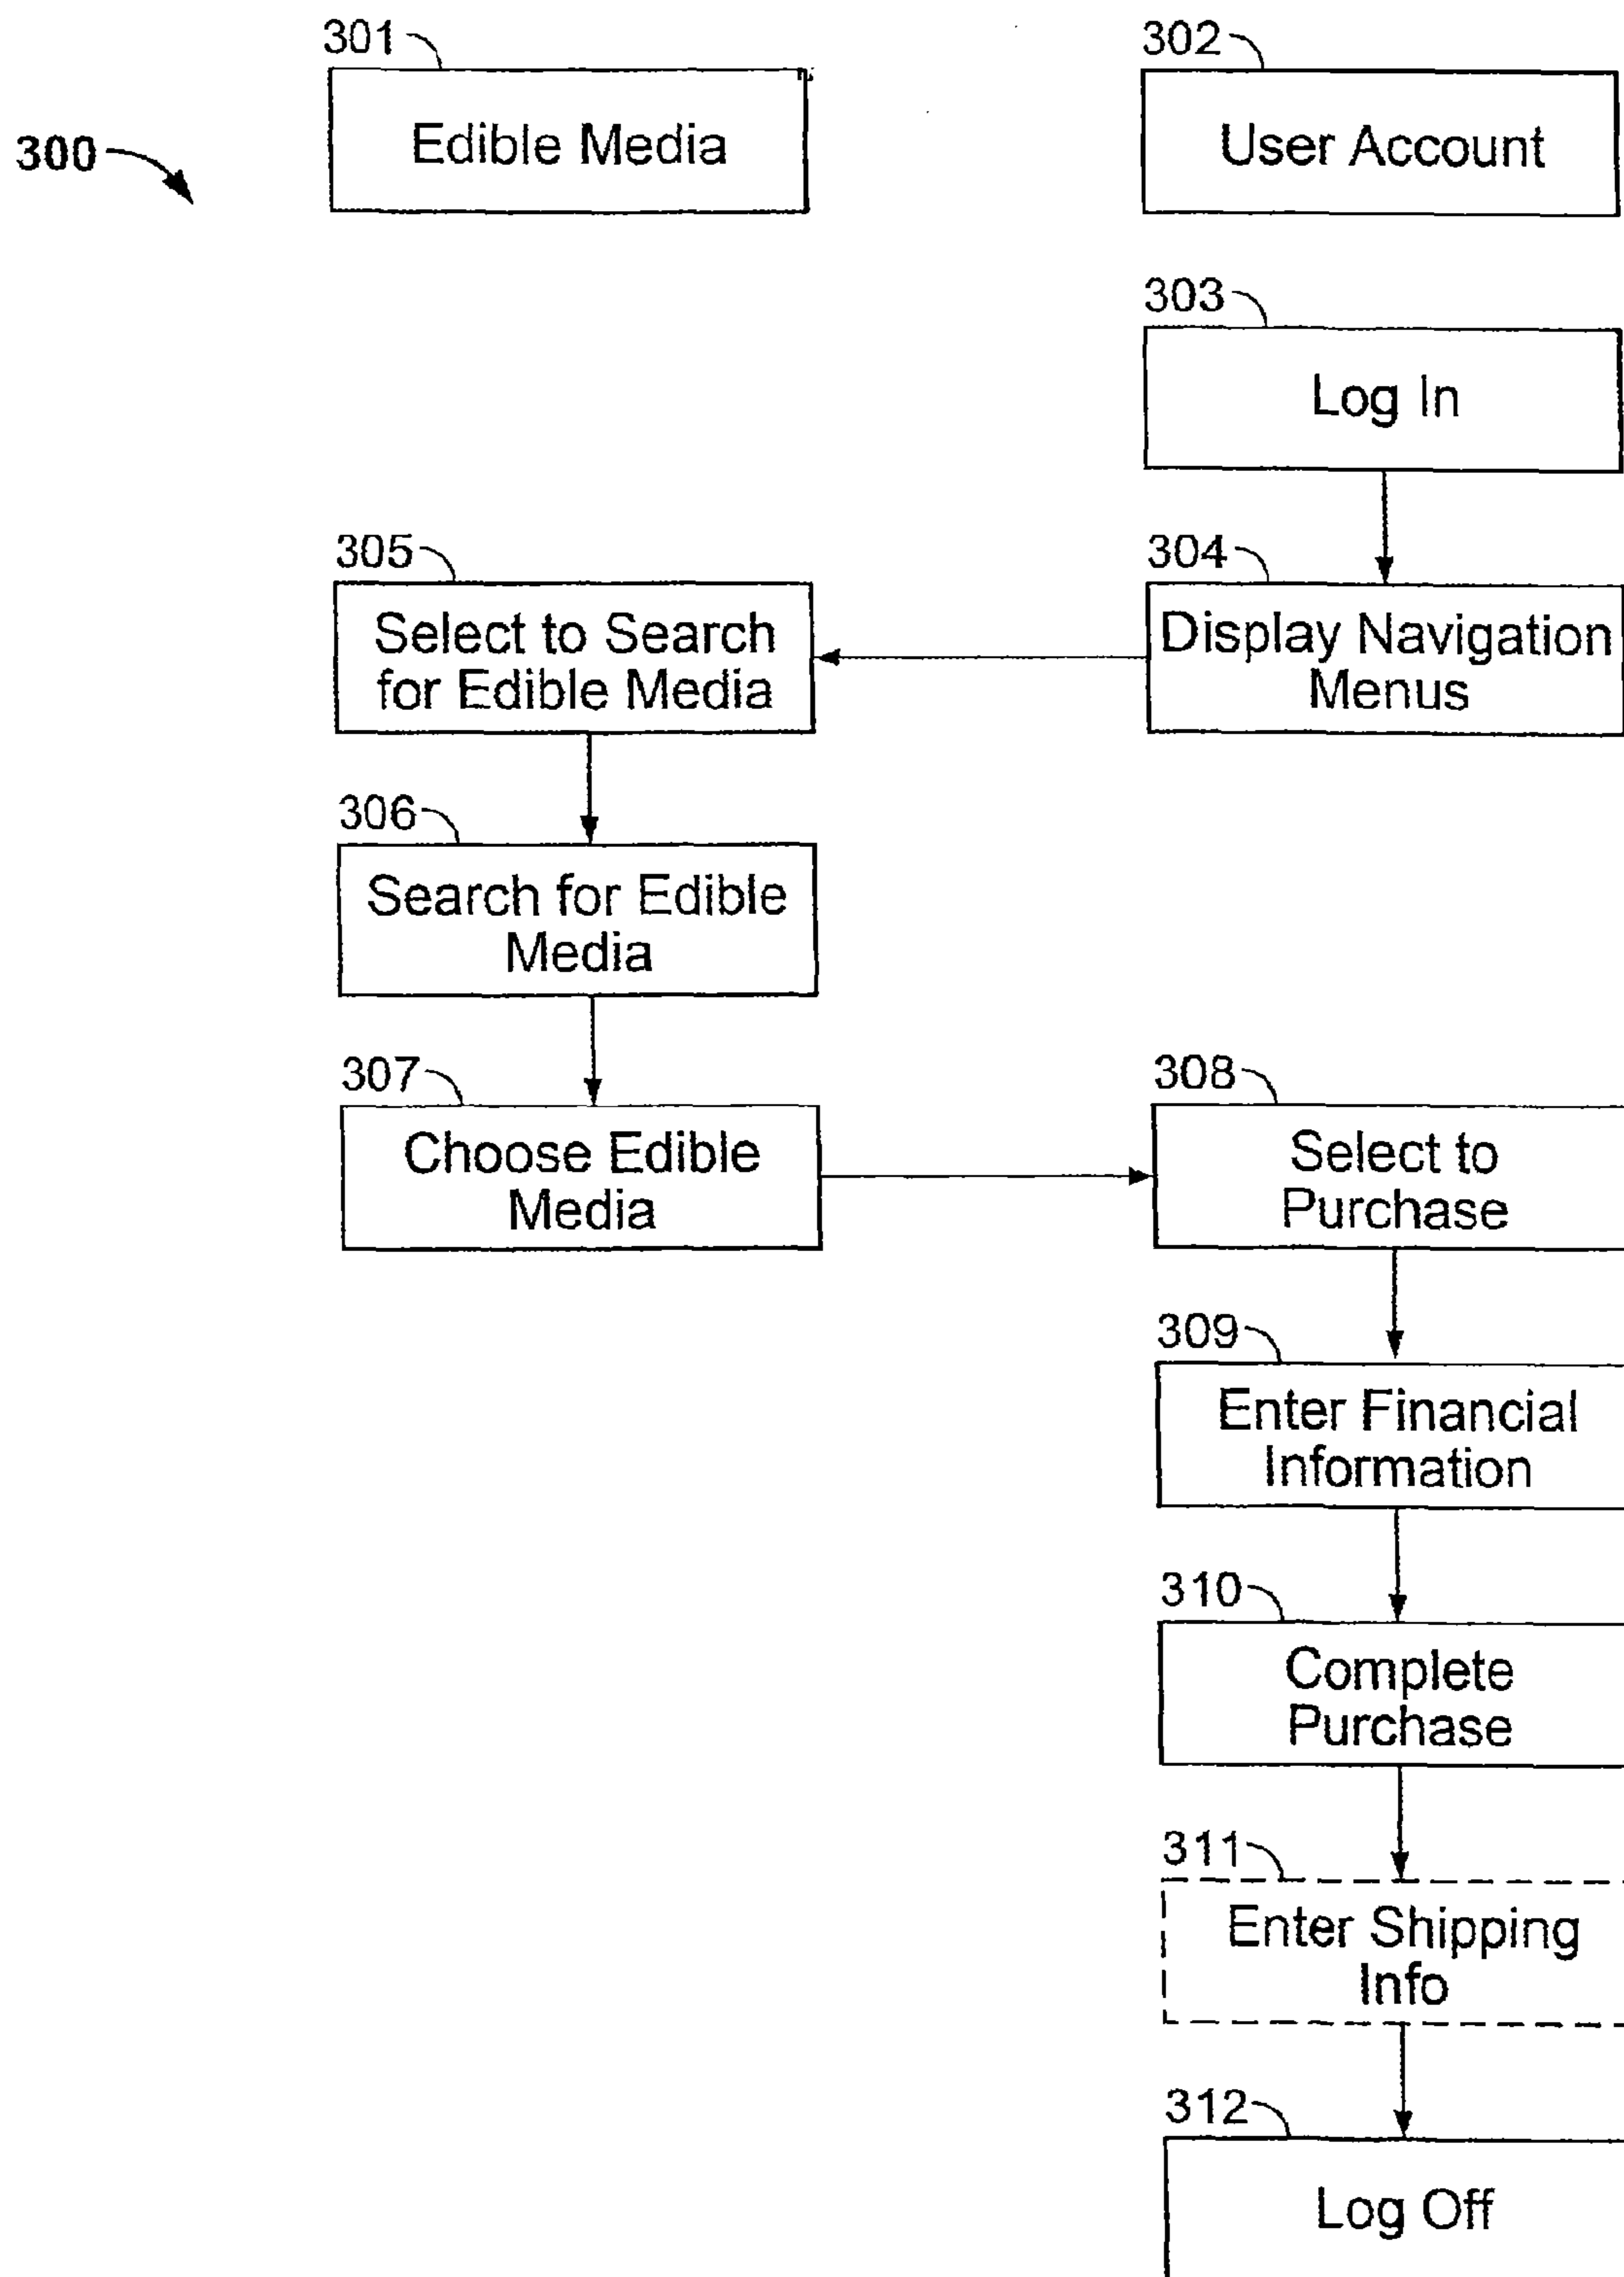 301
302
300
Edible Media
User Account
303
Log In
305
304
Select to Search
for Edible Media
Display Navigation
Menus
306
Search for Edible
Media
307
308
Choose Edible
Media
Select to
Purchase
309
Enter Financial
Information
310
Complete
Purchase
311
Enter Shipping
Info
312
Log Off